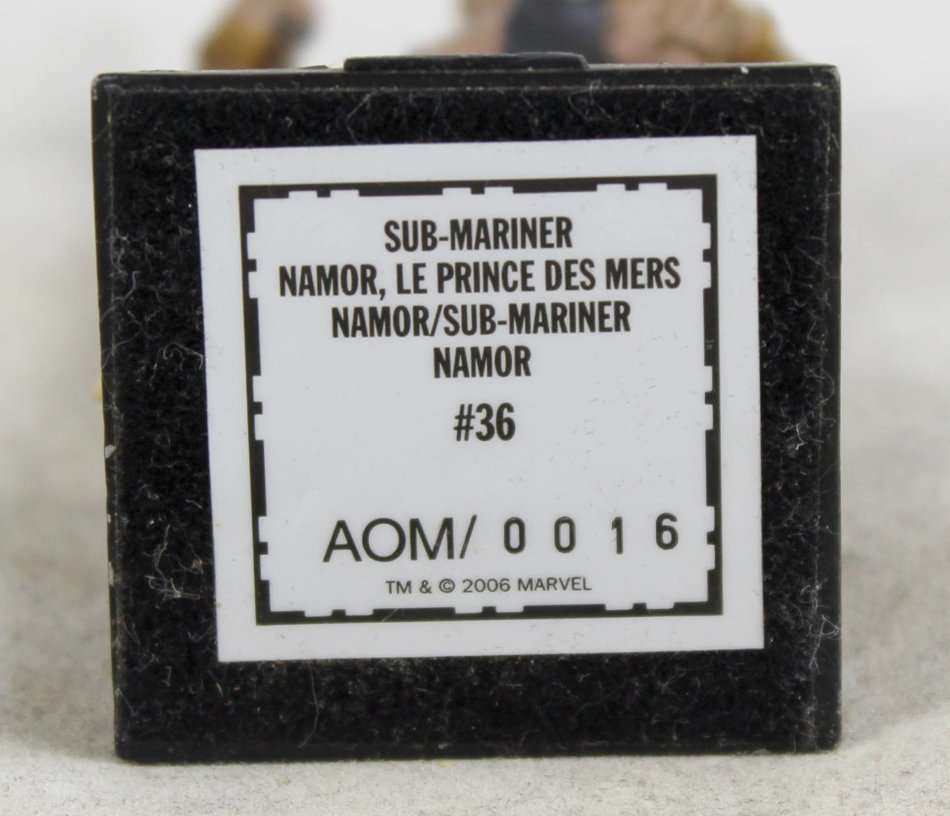 SUB-MARINER
NAMOR, LE PRINCE DES MERS
NAMOR/SUB-MARINER
NAMOR
#36
AOM/ 0 0 1 6
TM & © 2006 MARVEL